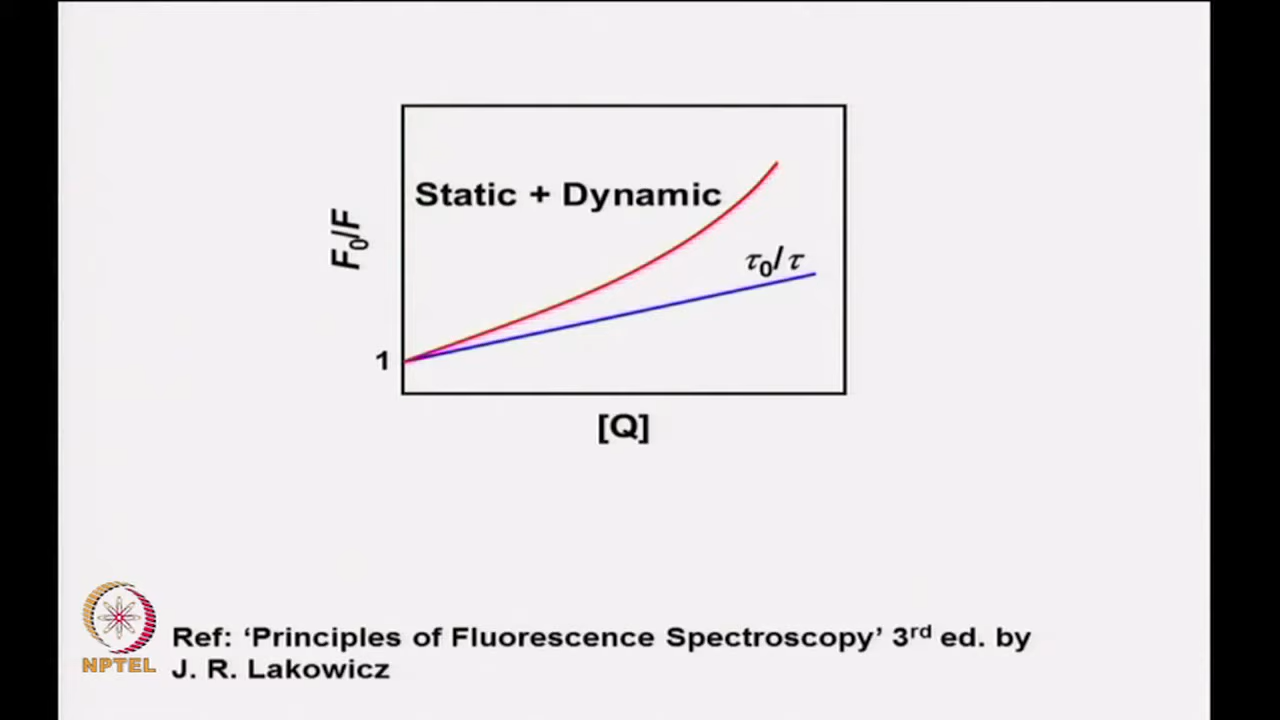 Static + Dynamic
F₀/F
τ₀/τ
1
[Q]
NPTEL
Ref: ‘Principles of Fluorescence Spectroscopy’ 3ʳᵈ ed. by
J. R. Lakowicz